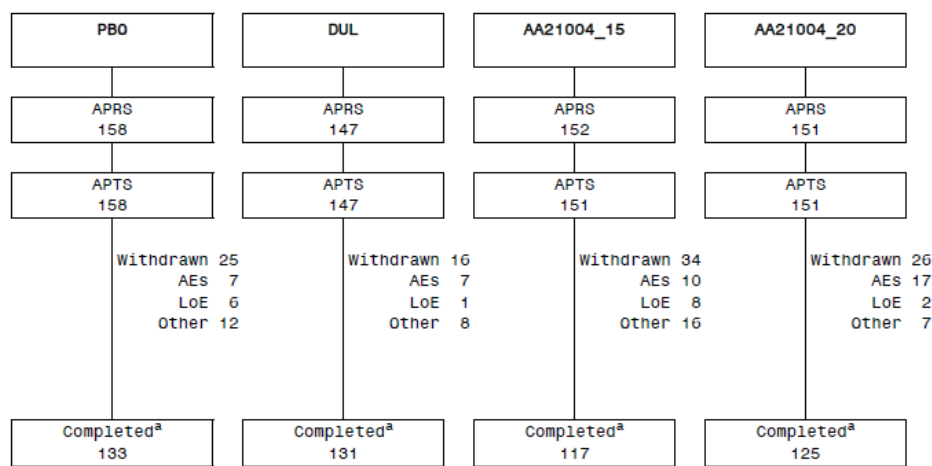 PBO
DUL
AA21004_15
AA21004_20
APRS
158
APRS
147
APRS
152
APRS
151
APTS
158
APTS
147
APTS
151
APTS
151
Withdrawn 25
AEs 7
LoE 6
Other 12
Withdrawn 16
AEs 7
LoE 1
Other 8
Withdrawn 34
AEs 10
LoE 8
Other 16
Withdrawn 26
AEs 17
LoE 2
Other 7
Completedᵃ
133
Completedᵃ
131
Completedᵃ
117
Completedᵃ
125